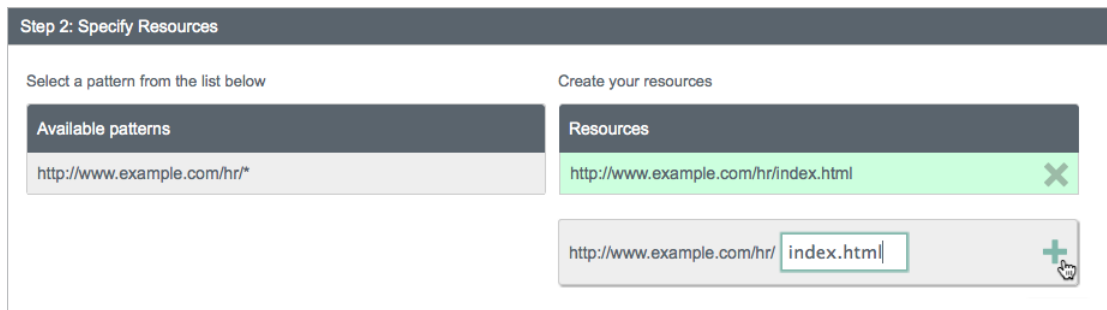 Step 2: Specify Resources
Select a pattern from the list below
Available patterns
http://www.example.com/hr/*
Create your resources
Resources
http://www.example.com/hr/index.html
http://www.example.com/hr/ index.html